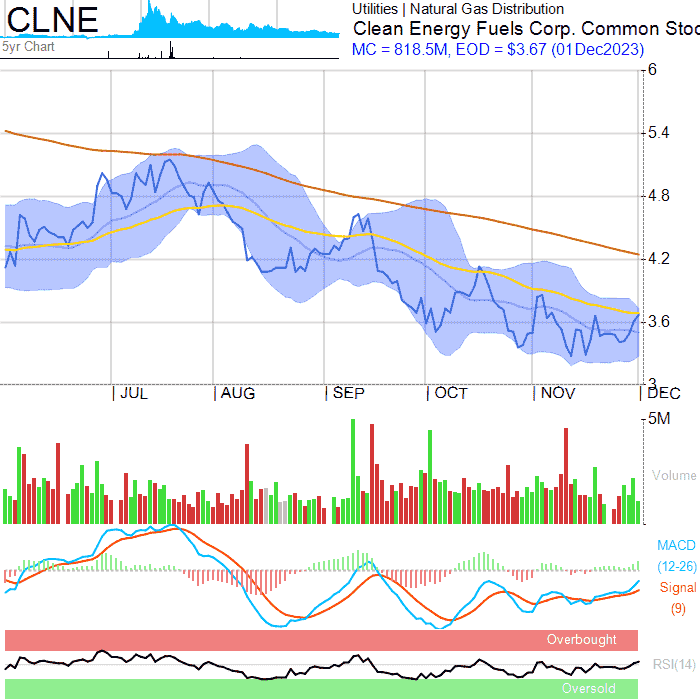 CLNE
5yr Chart
Utilities | Natural Gas Distribution
Clean Energy Fuels Corp. Common Stoc
MC = 818.5M, EOD = $3.67 (01Dec2023)
6
5.4
4.8
4.2
3.6
3
JUL AUG SEP OCT NOV DEC
5M
Volume
MACD
(12-26)
Signal
(9)
Overbought
RSI(14)
Oversold